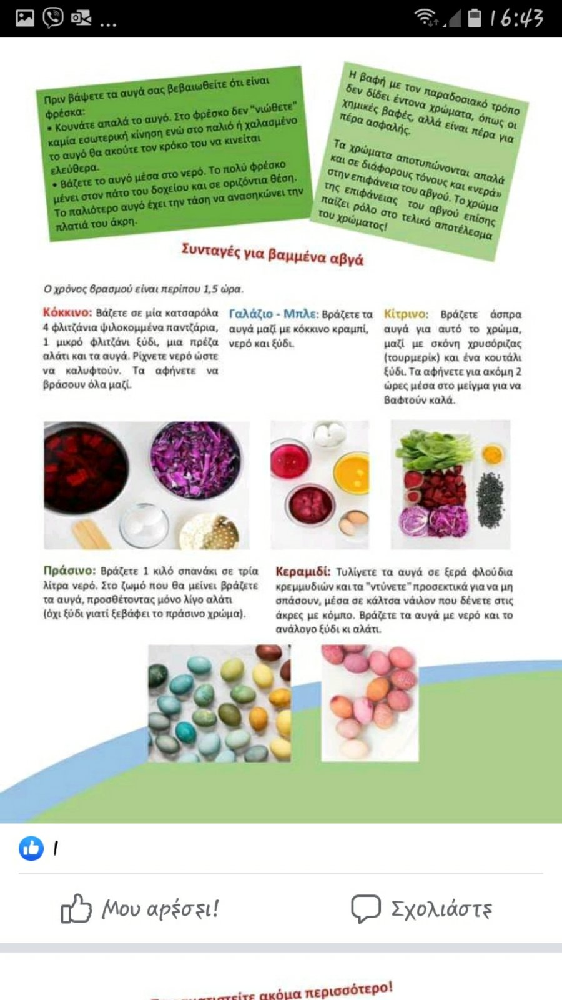 ... 16:43
Πριν βάψετε τα αυγά σας βεβαιωθείτε ότι είναι
φρέσκα:
• Κουνάτε απαλά το αυγό. Στο φρέσκο δεν "νιώθετε"
καμία εσωτερική κίνηση ενώ στο παλιό ή χαλασμένο
το αυγό θα ακούτε τον κρόκο του να κινείται
ελεύθερα.
• Βάζετε το αυγό μέσα στο νερό. Το πολύ φρέσκο
μένει στον πάτο του δοχείου και σε οριζόντια θέση.
Το παλιότερο αυγό έχει την τάση να ανασηκώνει την
πλατιά του άκρη.
Η βαφή με τον παραδοσιακό τρόπο
δεν δίδει έντονα χρώματα, όπως οι
χημικές βαφές, αλλά είναι πέρα για
πέρα ασφαλής.
Τα χρώματα αποτυπώνονται απαλά
και σε διάφορους τόνους και «νερά»
στην επιφάνεια του αβγού. Το χρώμα
της επιφάνειας του αβγού επίσης
παίζει ρόλο στο τελικό αποτέλεσμα
του χρώματος!
Συνταγές για βαμμένα αβγά
Ο χρόνος βρασμού είναι περίπου 1,5 ώρα.
Κόκκινο: Βάζετε σε μία κατσαρόλα
4 φλιτζάνια ψιλοκομμένα παντζάρια,
1 μικρό φλιτζάνι ξύδι, μια πρέζα
αλάτι και τα αυγά. Ρίχνετε νερό ώστε
να καλυφτούν. Τα αφήνετε να
βράσουν όλα μαζί.
Γαλάζιο - Μπλε: Βράζετε τα
αυγά μαζί με κόκκινο κραμπί,
νερό και ξύδι.
Κίτρινο: Βράζετε άσπρα
αυγά για αυτό το χρώμα,
μαζί με σκόνη χρυσόριζας
(τουρμερίκ) και ένα κουτάλι
ξύδι. Τα αφήνετε για ακόμη 2
ώρες μέσα στο μείγμα για να
βαφτούν καλά.
Πράσινο: Βράζετε 1 κιλό σπανάκι σε τρία
λίτρα νερό. Στο ζωμό που θα μείνει βράζετε
τα αυγά, προσθέτοντας μόνο λίγο αλάτι
(όχι ξύδι γιατί ξεβάφει το πράσινο χρώμα).
Κεραμιδί: Τυλίγετε τα αυγά σε ξερά φλούδια
κρεμμυδιών και τα "ντύνετε" προσεκτικά για να μη
σπάσουν, μέσα σε κάλτσα νάιλον που δένετε στις
άκρες με κόμπο. Βράζετε τα αυγά με νερό και το
ανάλογο ξύδι κι αλάτι.
1
Μου αρέσει!
Σχολιάστε
ακόμα περισσότερο!